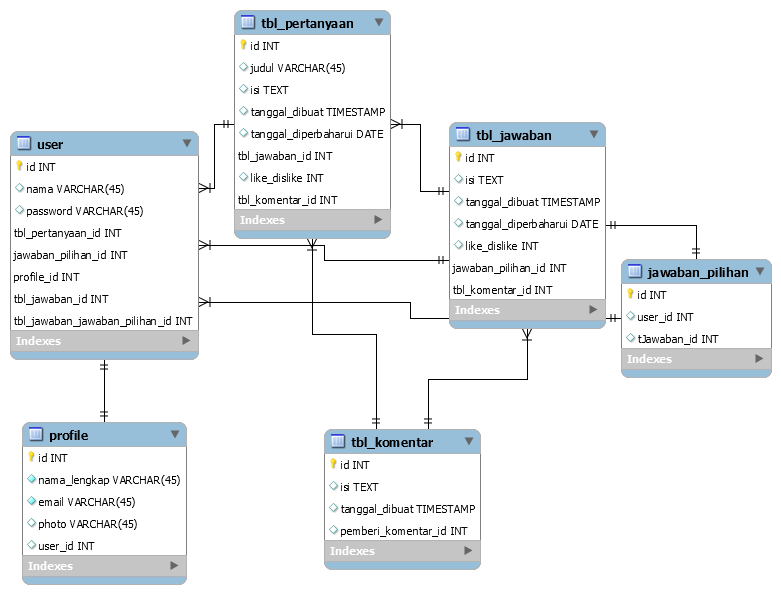 tbl_pertanyaan
id INT
judul VARCHAR(45)
isi TEXT
tanggal_dibuat TIMESTAMP
tanggal_diperbaharui DATE
tbl_jawaban_id INT
like_dislike INT
tbl_komentar_id INT
Indexes
user
id INT
nama VARCHAR(45)
password VARCHAR(45)
tbl_pertanyaan_id INT
jawaban_pilihan_id INT
profile_id INT
tbl_jawaban_id INT
tbl_jawaban_jawaban_pilihan_id INT
Indexes
tbl_jawaban
id INT
isi TEXT
tanggal_dibuat TIMESTAMP
tanggal_diperbaharui DATE
like_dislike INT
jawaban_pilihan_id INT
tbl_komentar_id INT
Indexes
jawaban_pilihan
id INT
user_id INT
tJawaban_id INT
Indexes
profile
id INT
nama_lengkap VARCHAR(45)
email VARCHAR(45)
photo VARCHAR(45)
user_id INT
Indexes
tbl_komentar
id INT
isi TEXT
tanggal_dibuat TIMESTAMP
pemberi_komentar_id INT
Indexes